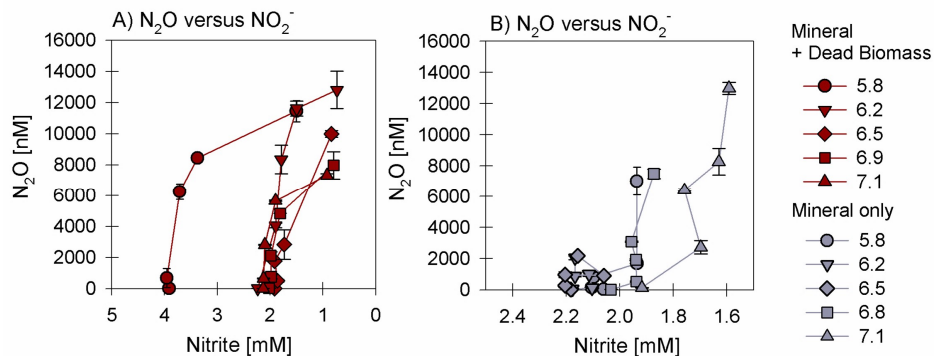 A) N₂O versus NO₂⁻
16000
14000
12000
10000
8000
6000
4000
2000
0
N₂O [nM]
5 4 3 2 1 0
Nitrite [mM]
B) N₂O versus NO₂⁻
16000
14000
12000
10000
8000
6000
4000
2000
0
N₂O [nM]
2.4 2.2 2.0 1.8 1.6
Nitrite [mM]
Mineral
+ Dead Biomass
5.8
6.2
6.5
6.9
7.1
Mineral only
5.8
6.2
6.5
6.8
7.1